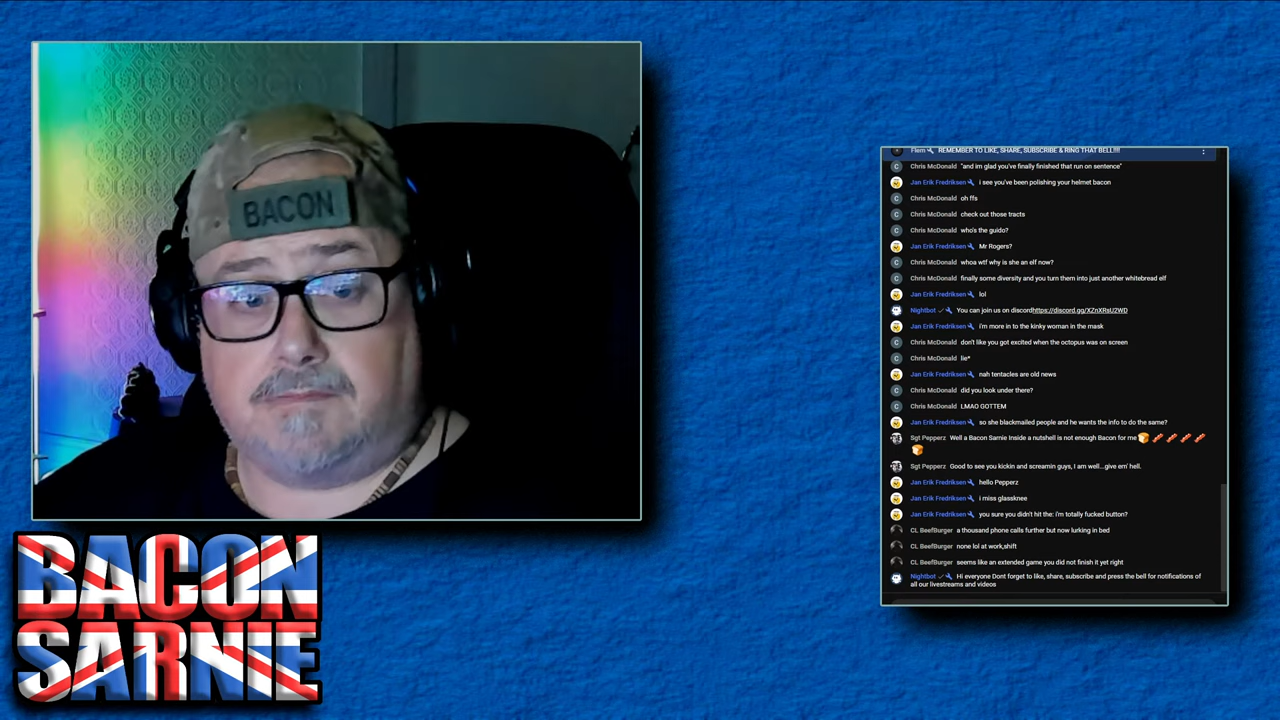 BACON
BACON
SARNIE
Flem REMEMBER TO LIKE, SHARE, SUBSCRIBE & RING THAT BELL!!!!
C Chris McDonald "and im glad you've finally finished that run on sentence"
Jan Erik Fredriksen i see you've been polishing your helmet bacon
C Chris McDonald oh ffs
C Chris McDonald check out those tracts
C Chris McDonald who's the guido?
Jan Erik Fredriksen Mr Rogers?
C Chris McDonald whoa wtf why is she an elf now?
C Chris McDonald finally some diversity and you turn them into just another whitebread elf
Jan Erik Fredriksen lol
Nightbot You can join us on discordhttps://discord.gg/XZnXRsU2WD
Jan Erik Fredriksen i'm more in to the kinky woman in the mask
C Chris McDonald don't like you got excited when the octopus was on screen
C Chris McDonald lie*
Jan Erik Fredriksen nah tentacles are old news
C Chris McDonald did you look under there?
C Chris McDonald LMAO GOTTEM
Jan Erik Fredriksen so she blackmailed people and he wants the info to do the same?
Sgt Pepperz Well a Bacon Sarnie Inside a nutshell is not enough Bacon for me 🍞 🥓 🥓 🥓 🥓
🍞
Sgt Pepperz Good to see you kickin and screamin guys, I am well...give em' hell.
Jan Erik Fredriksen hello Pepperz
Jan Erik Fredriksen i miss glassknee
Jan Erik Fredriksen you sure you didn't hit the: i'm totally fucked button?
CL BeefBurger a thousand phone calls further but now lurking in bed
CL BeefBurger none lol at work,shift
CL BeefBurger seems like an extended game you did not finish it yet right
Nightbot Hi everyone Dont forget to like, share, subscribe and press the bell for notifications of
all our livestreams and videos